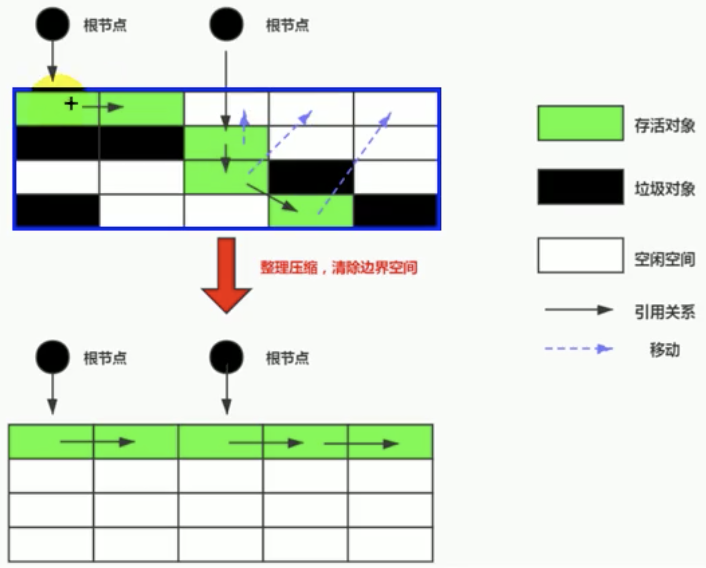 根节点
根节点
存活对象
垃圾对象
空闲空间
整理压缩，清除边界空间
引用关系
移动
根节点
根节点